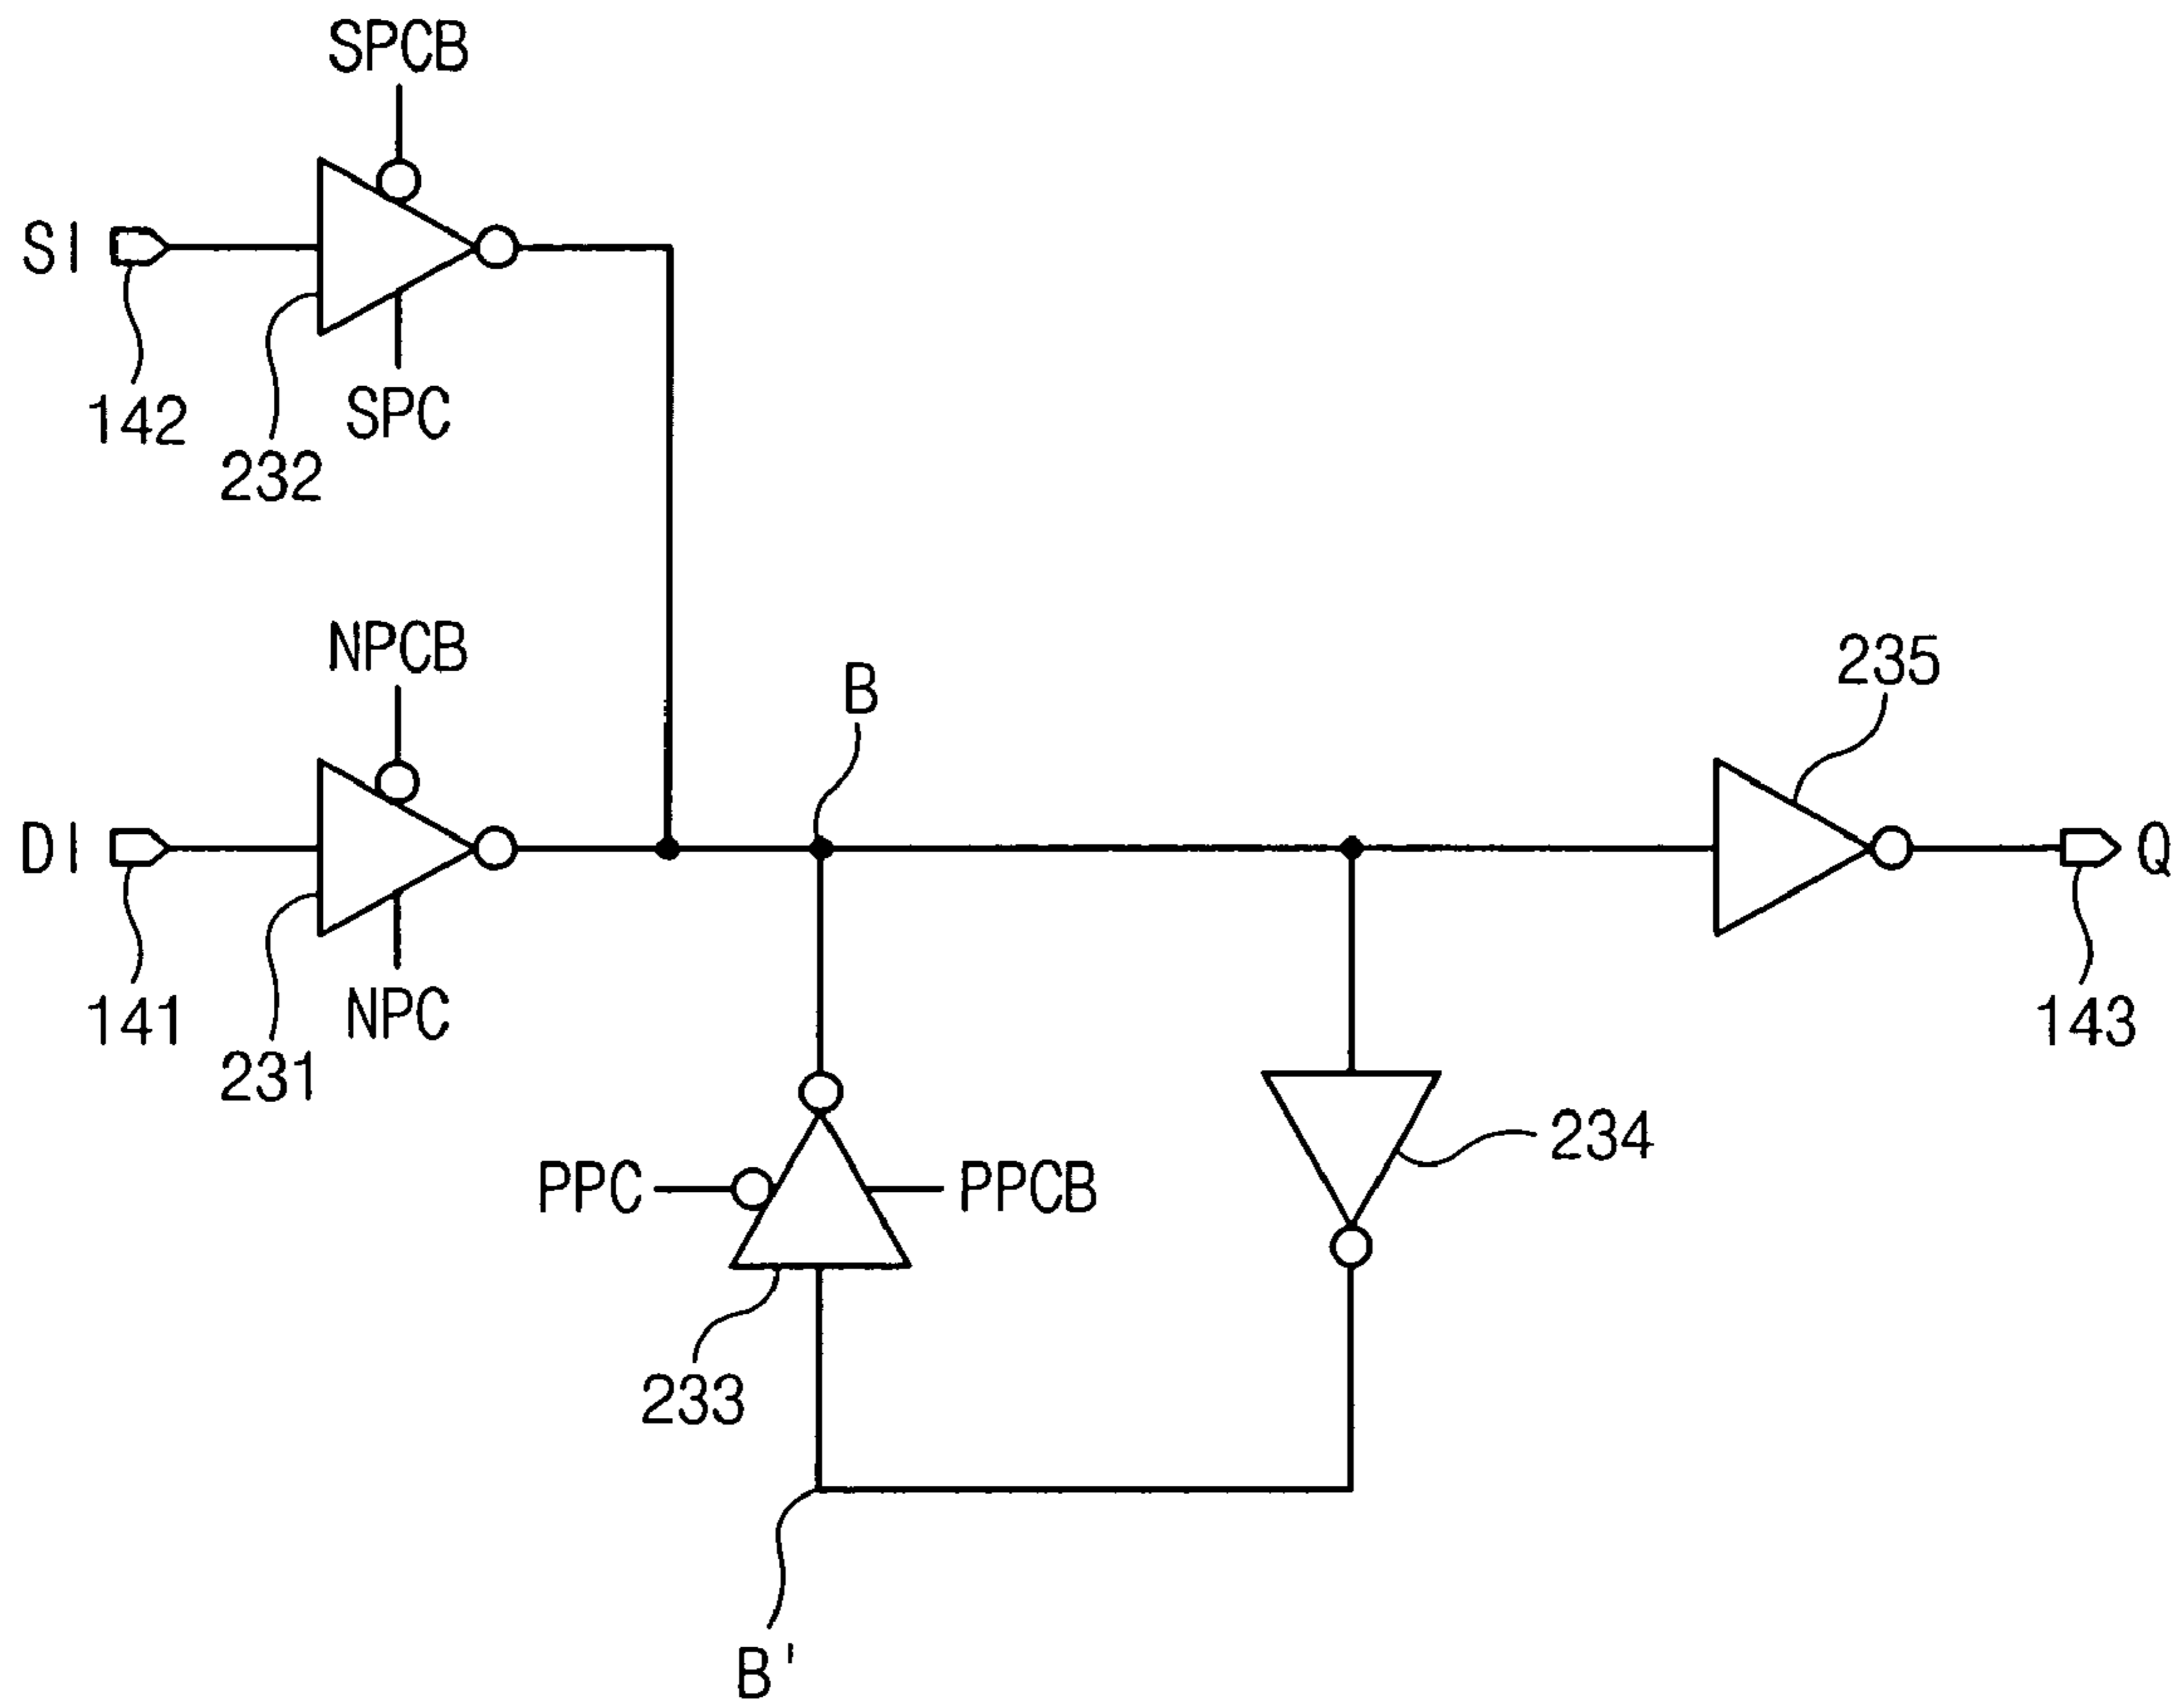 SPCB
SI
142
232
SPC
NPCB
B
235
DI
Q
141
231
NPC
143
234
PPC
PPCB
233
B'